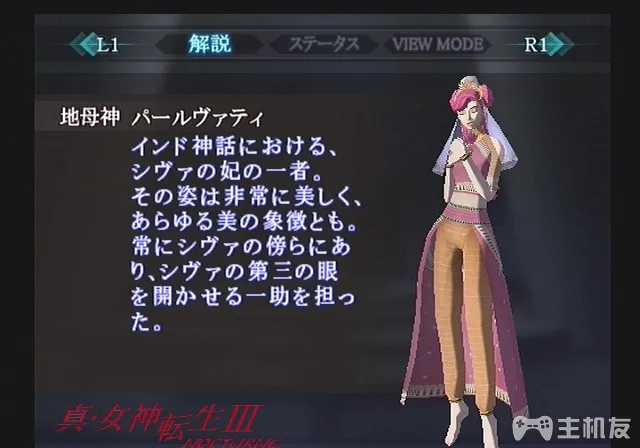 L1 解説 ステータス VIEW MODE R1
地母神 パールヴァティ
インド神話における、
シヴァの妃の一者。
その姿は非常に美しく、
あらゆる美の象徴とも。
常にシヴァの傍らにあ
り、シヴァの第三の眼
を開かせる一助を担っ
た。
真・女神転生III
NOCTURNE
主机友